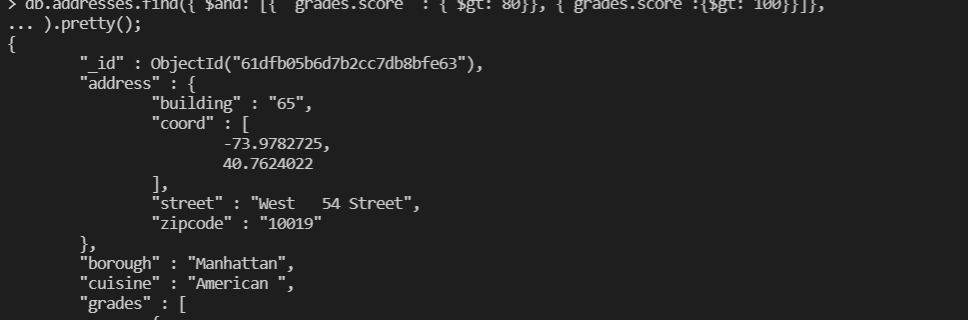 > db.addresses.find({ $and: [{ "grades.score" : { $gt: 80}}, { "grades.score":{$gt: 100}}]},
... ).pretty();
{
"_id" : ObjectId("61dfb05b6d7b2cc7db8bfe63"),
"address" : {
"building" : "65",
"coord" : [
-73.9782725,
40.7624022
],
"street" : "West   54 Street",
"zipcode" : "10019"
},
"borough" : "Manhattan",
"cuisine" : "American ",
"grades" : [